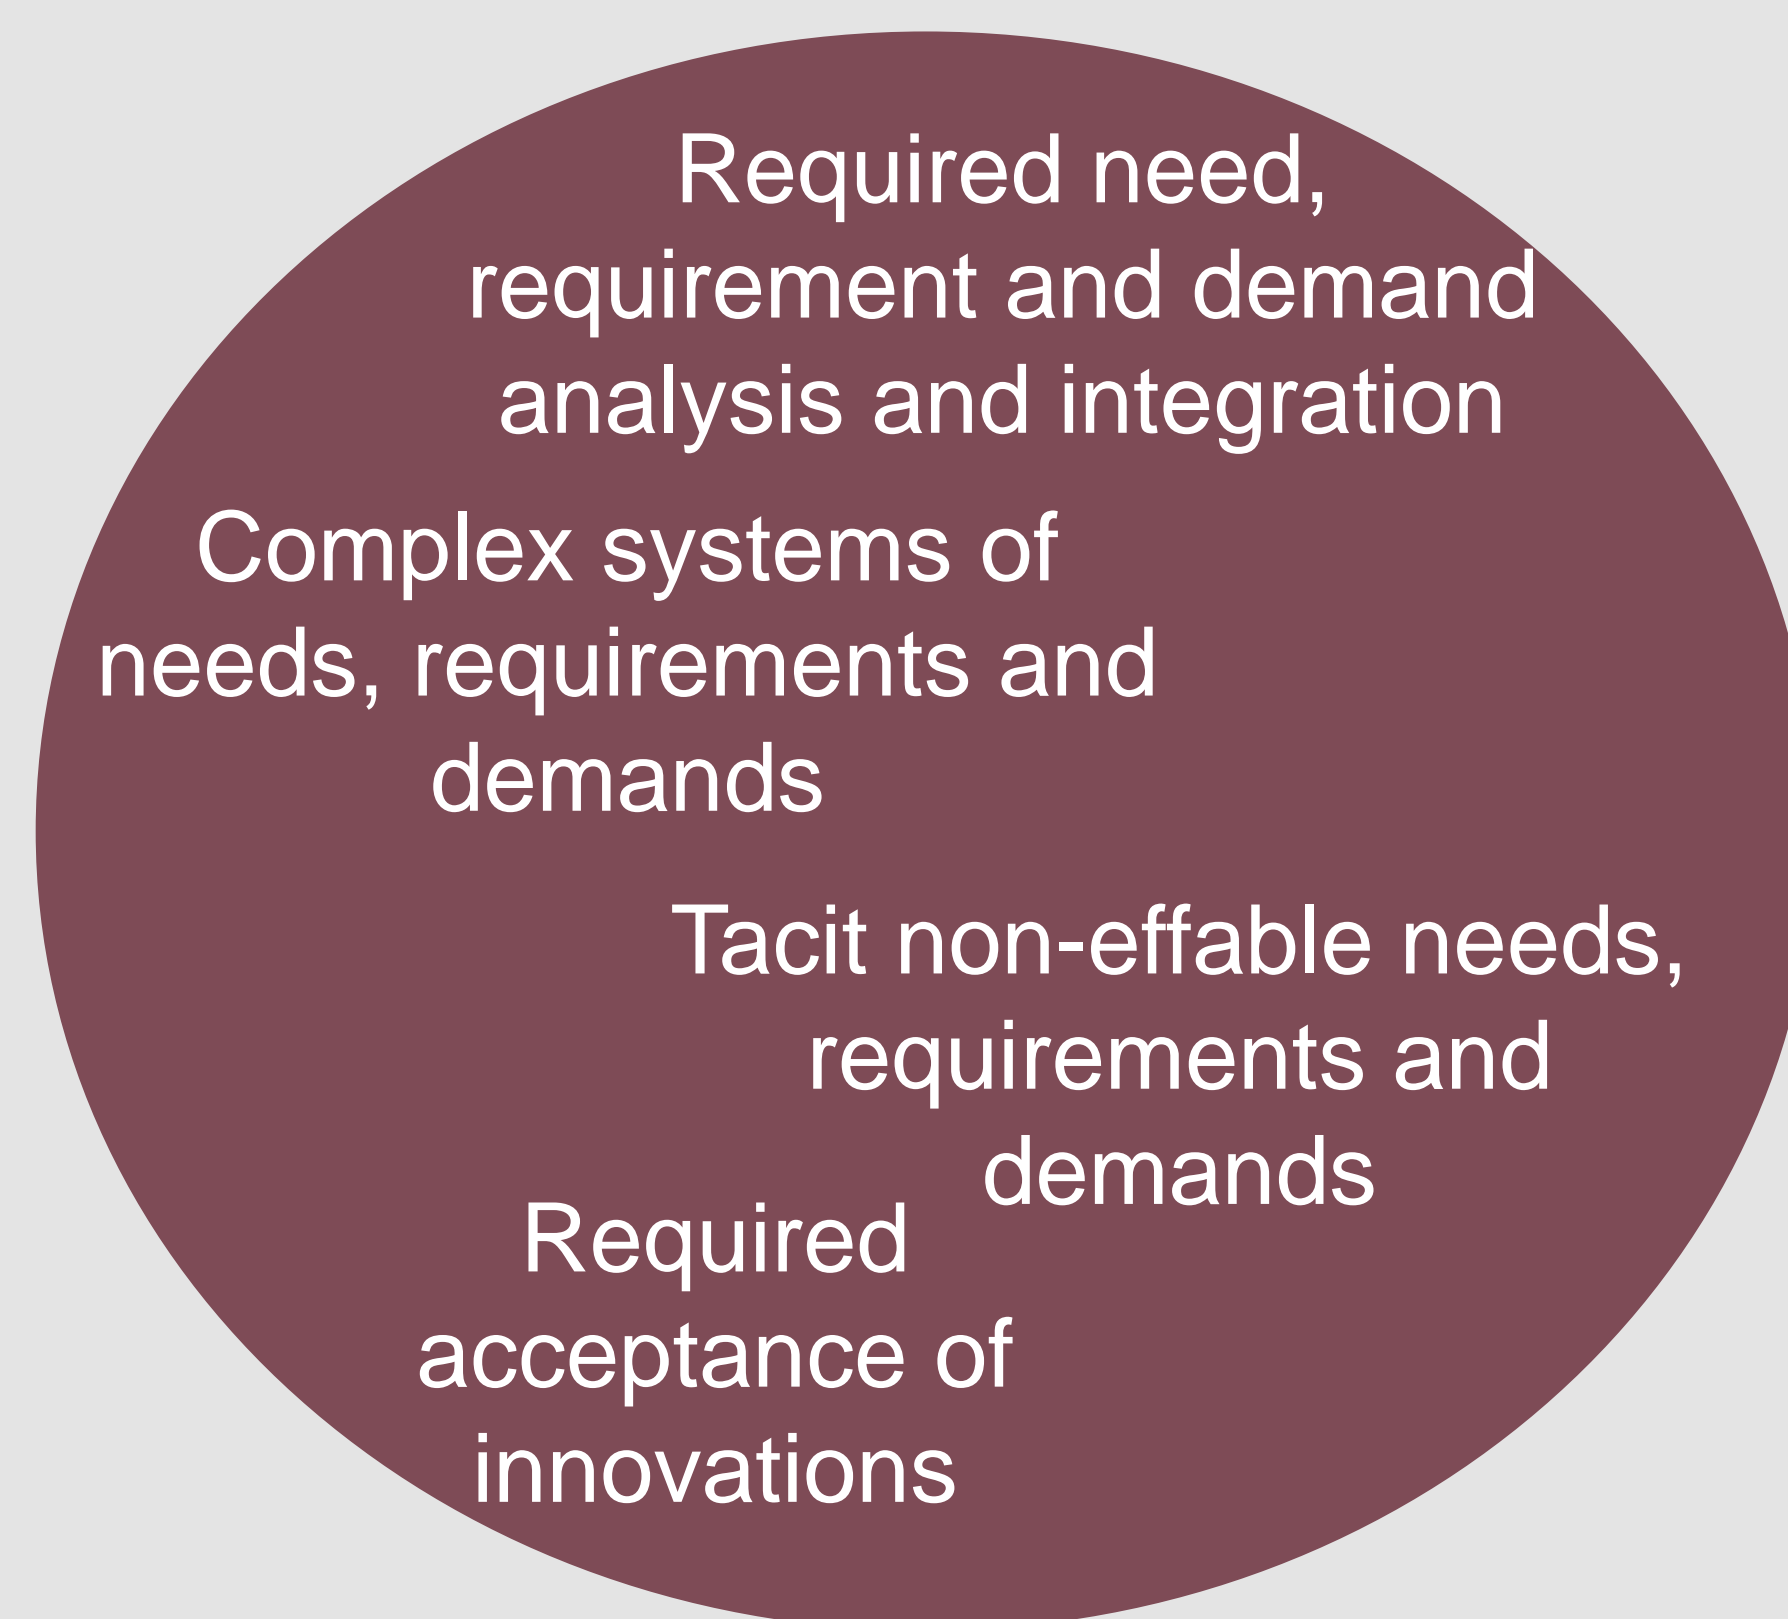 Required need,
requirement and demand
analysis and integration
Complex systems of
needs, requirements and
demands
Tacit non-effable needs,
requirements and
demands
Required
acceptance of
innovations